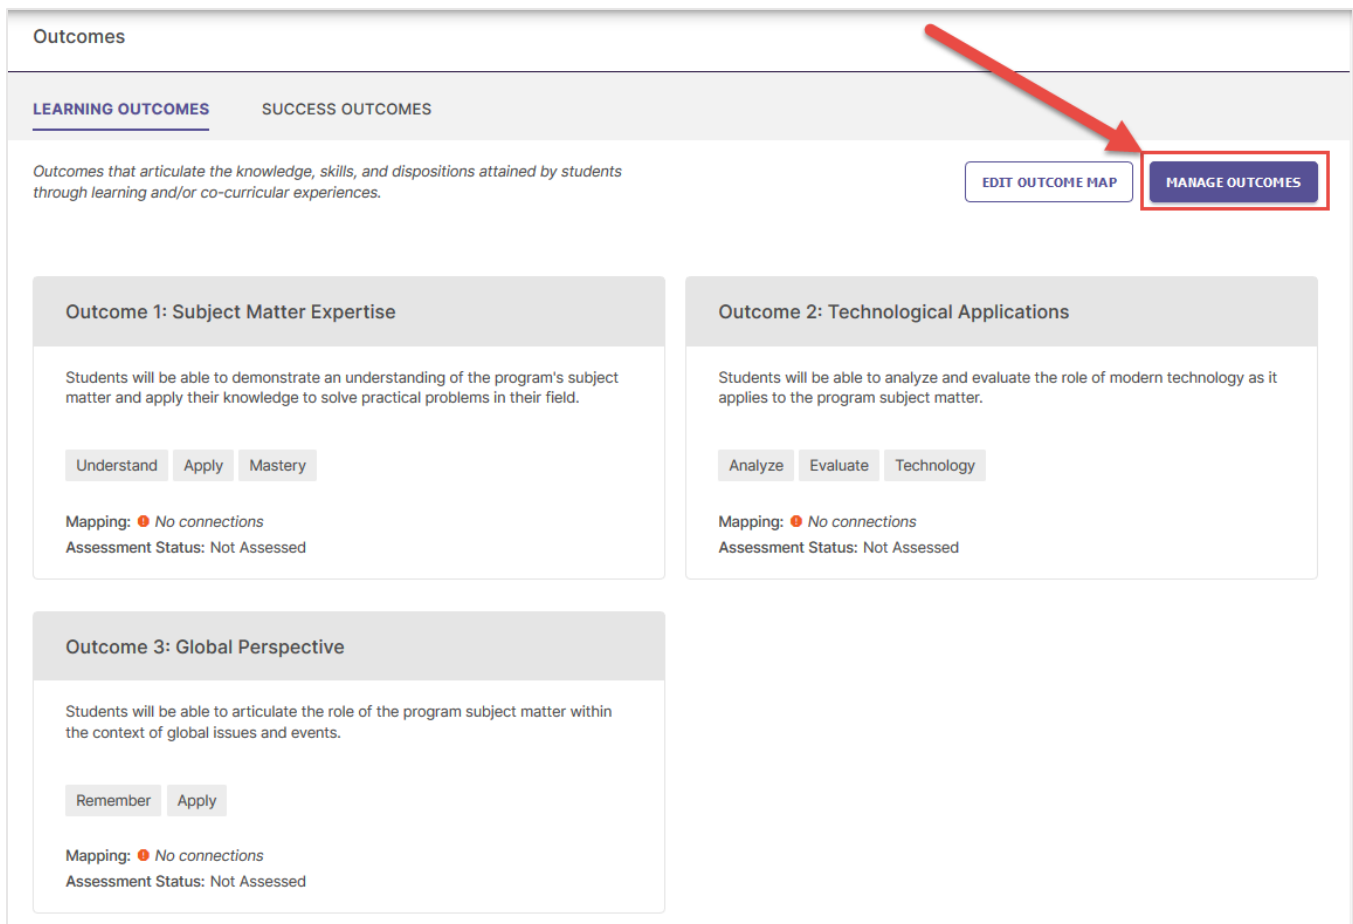 Outcomes
LEARNING OUTCOMES SUCCESS OUTCOMES
Outcomes that articulate the knowledge, skills, and dispositions attained by students
through learning and/or co-curricular experiences.
EDIT OUTCOME MAP MANAGE OUTCOMES
Outcome 1: Subject Matter Expertise
Students will be able to demonstrate an understanding of the program's subject
matter and apply their knowledge to solve practical problems in their field.
Understand Apply Mastery
Mapping: No connections
Assessment Status: Not Assessed
Outcome 2: Technological Applications
Students will be able to analyze and evaluate the role of modern technology as it
applies to the program subject matter.
Analyze Evaluate Technology
Mapping: No connections
Assessment Status: Not Assessed
Outcome 3: Global Perspective
Students will be able to articulate the role of the program subject matter within
the context of global issues and events.
Remember Apply
Mapping: No connections
Assessment Status: Not Assessed